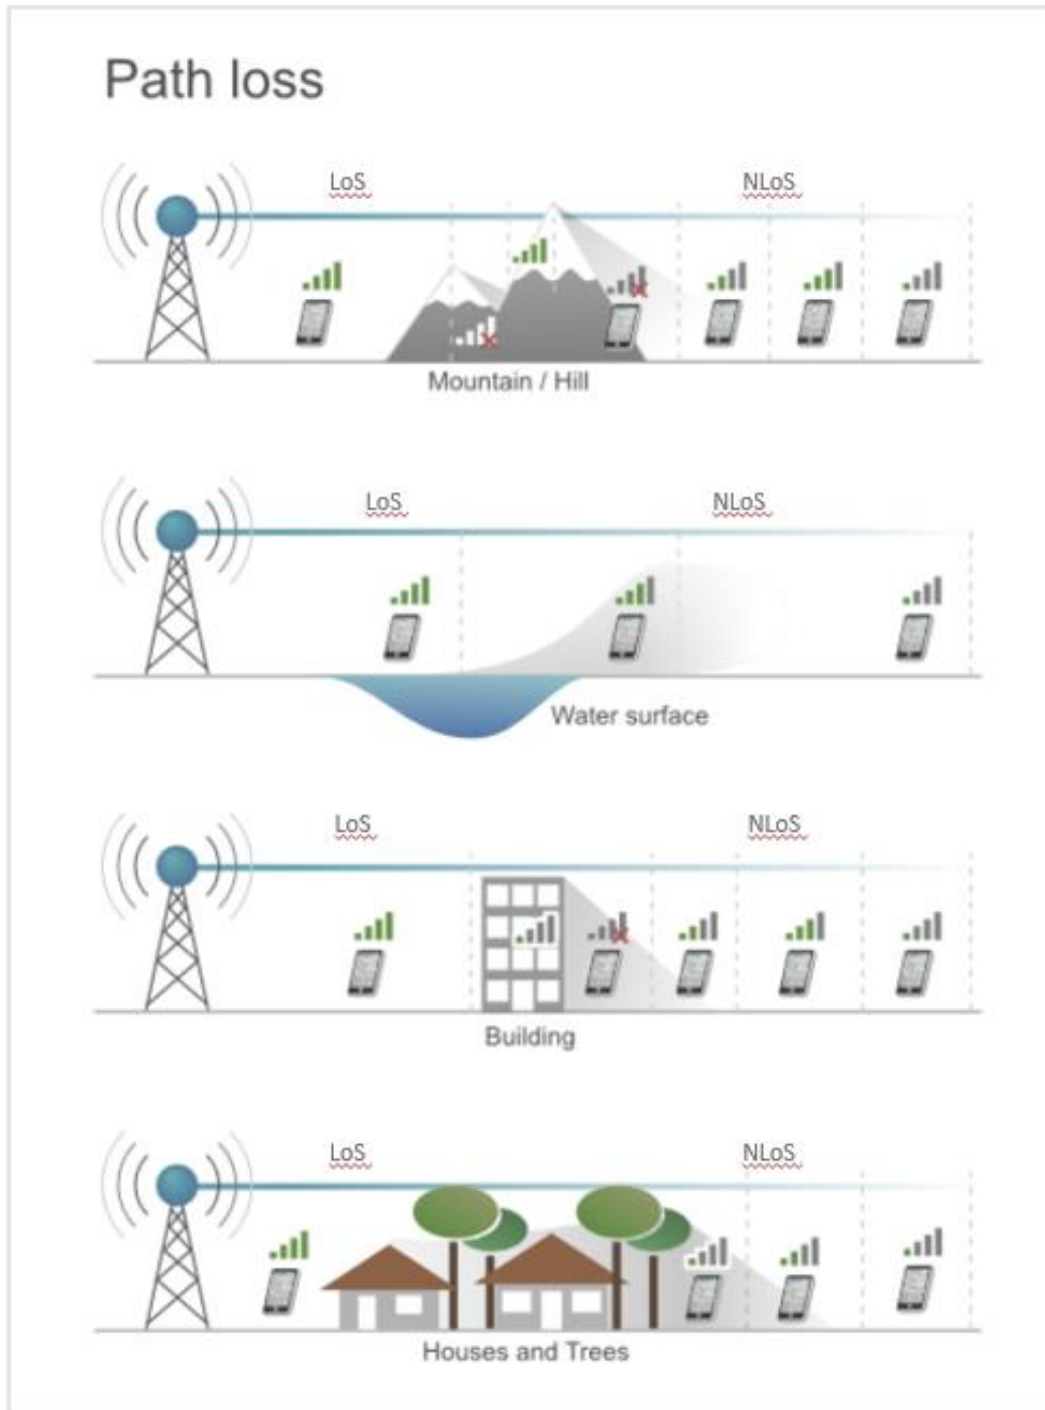 Path loss
LoS
NLoS
Mountain / Hill
LoS
NLoS
Water surface
LoS
NLoS
Building
LoS
NLoS
Houses and Trees